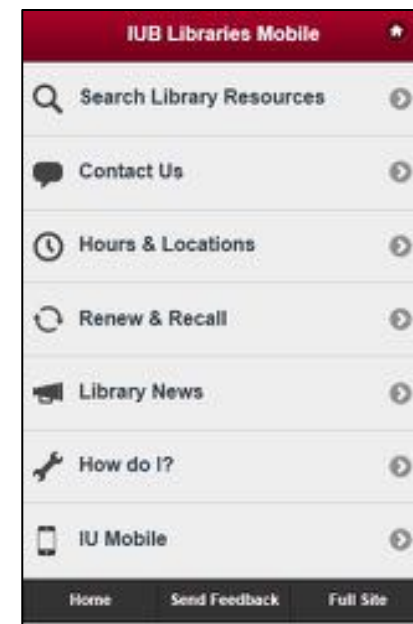 IUB Libraries Mobile
Search Library Resources
Contact Us
Hours & Locations
Renew & Recall
Library News
How do I?
IU Mobile
Home Send Feedback Full Site